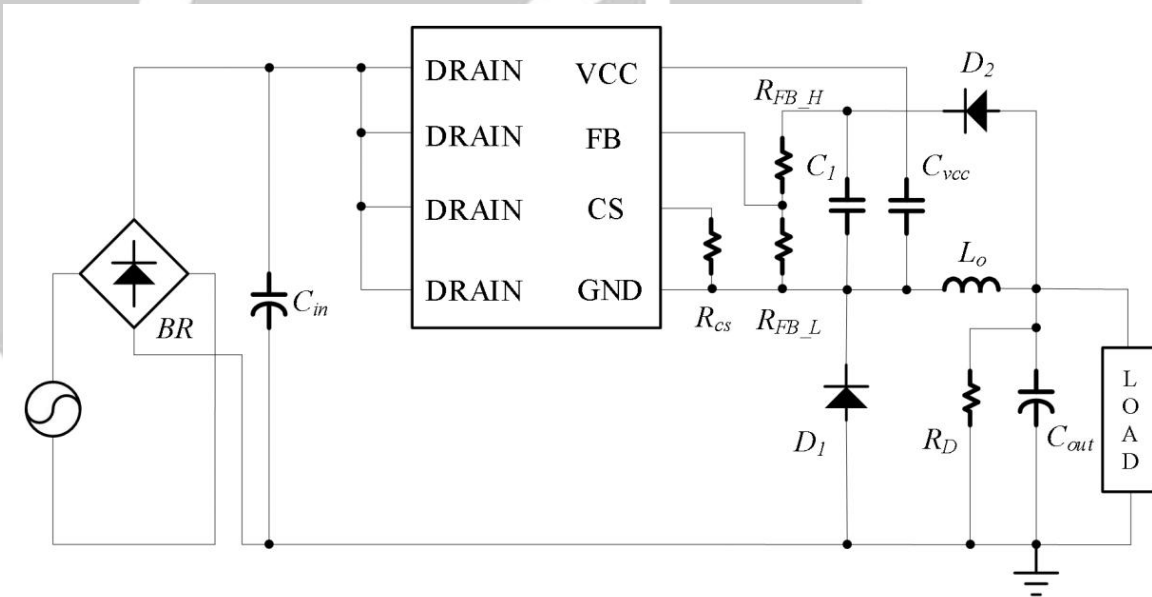 DRAIN VCC
DRAIN FB
DRAIN CS
DRAIN GND
BR
C_in
R_cs
R_FB_H
R_FB_L
C_1
C_vcc
D_2
L_o
D_1
R_D
C_out
LOAD